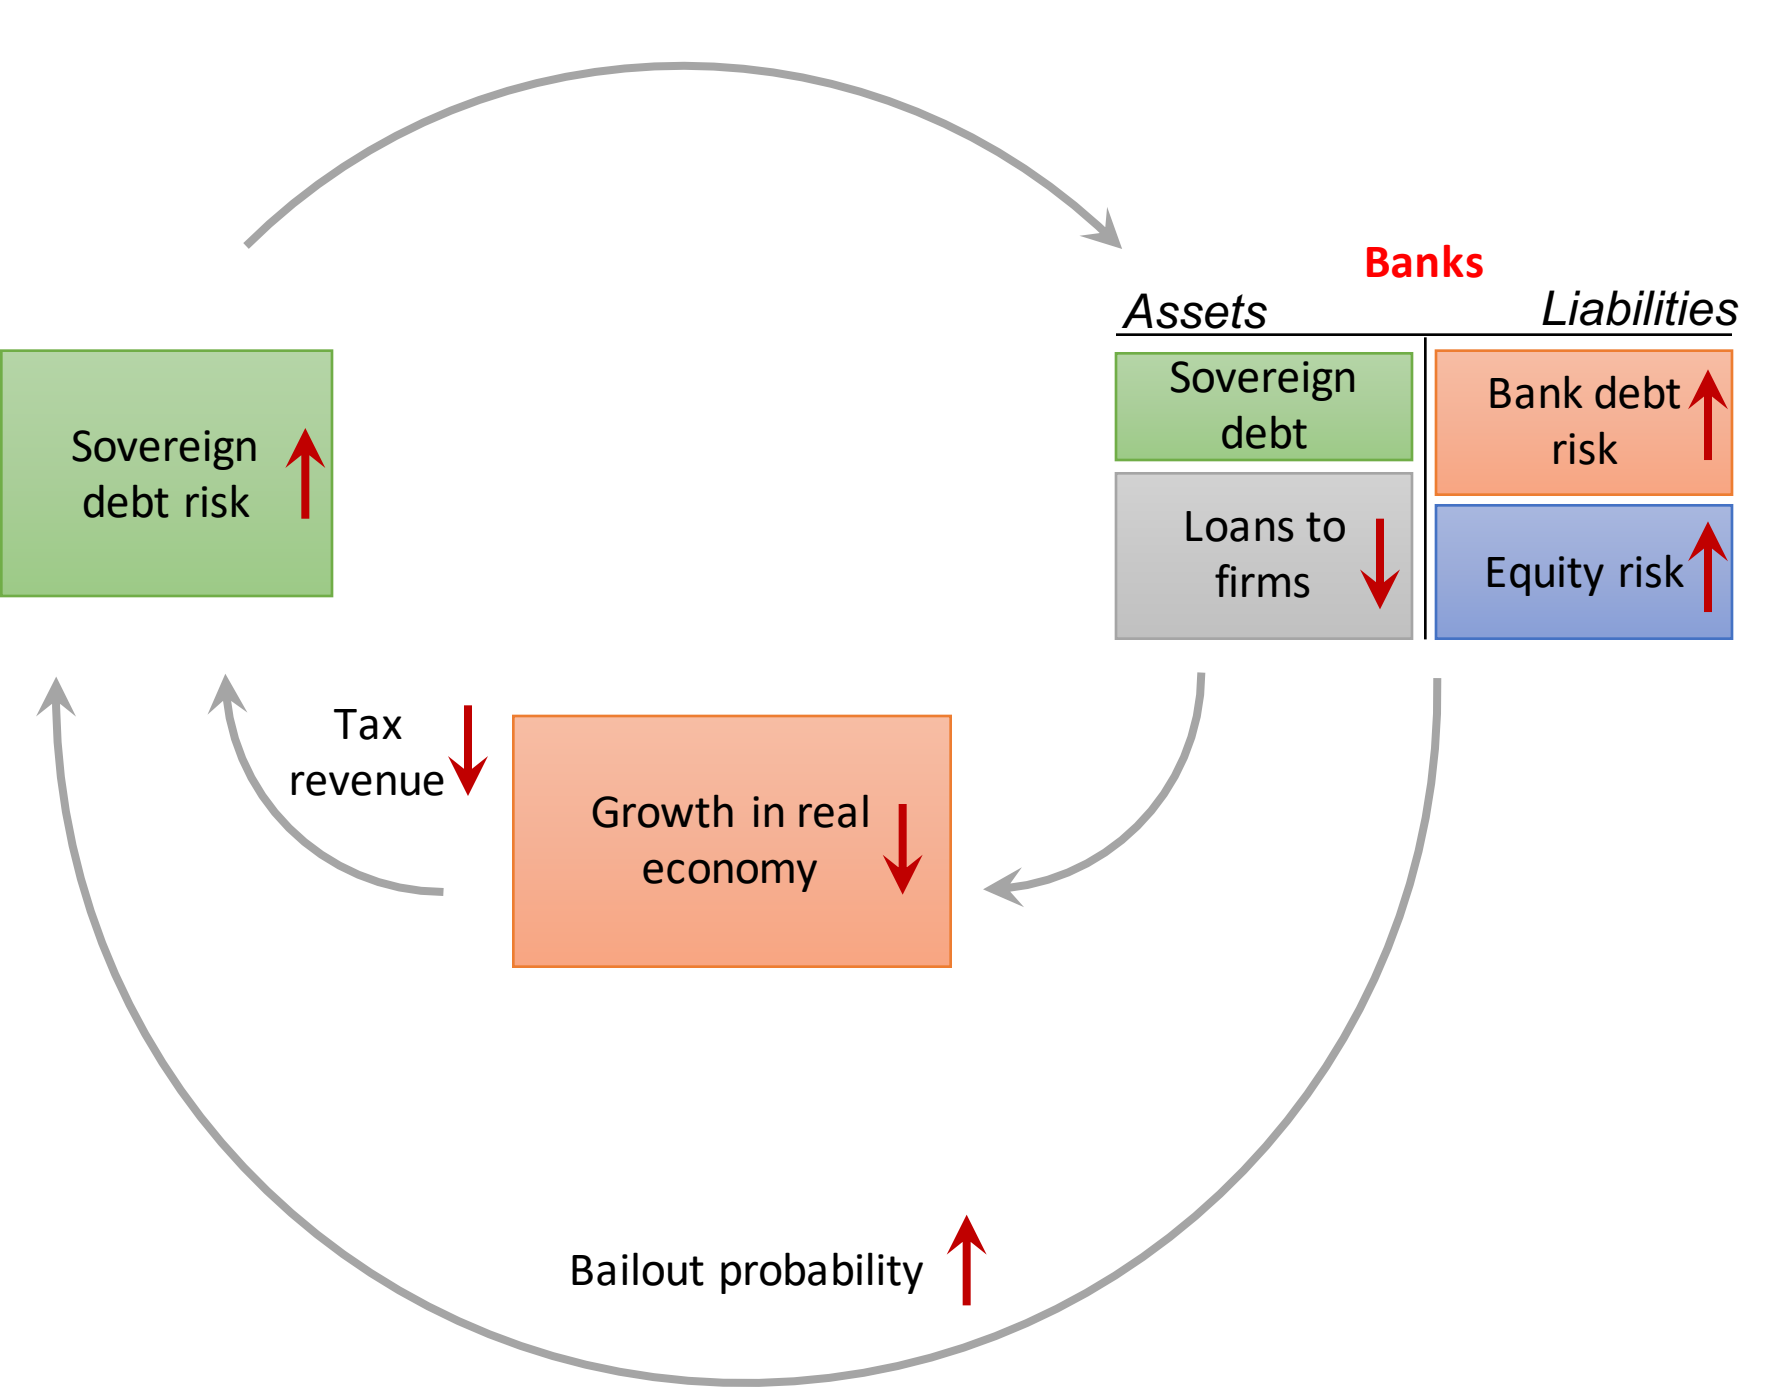 Banks
Assets
Liabilities
Sovereign
debt risk
Sovereign
debt
Bank debt
risk
Loans to
firms
Equity risk
Tax
revenue
Growth in real
economy
Bailout probability